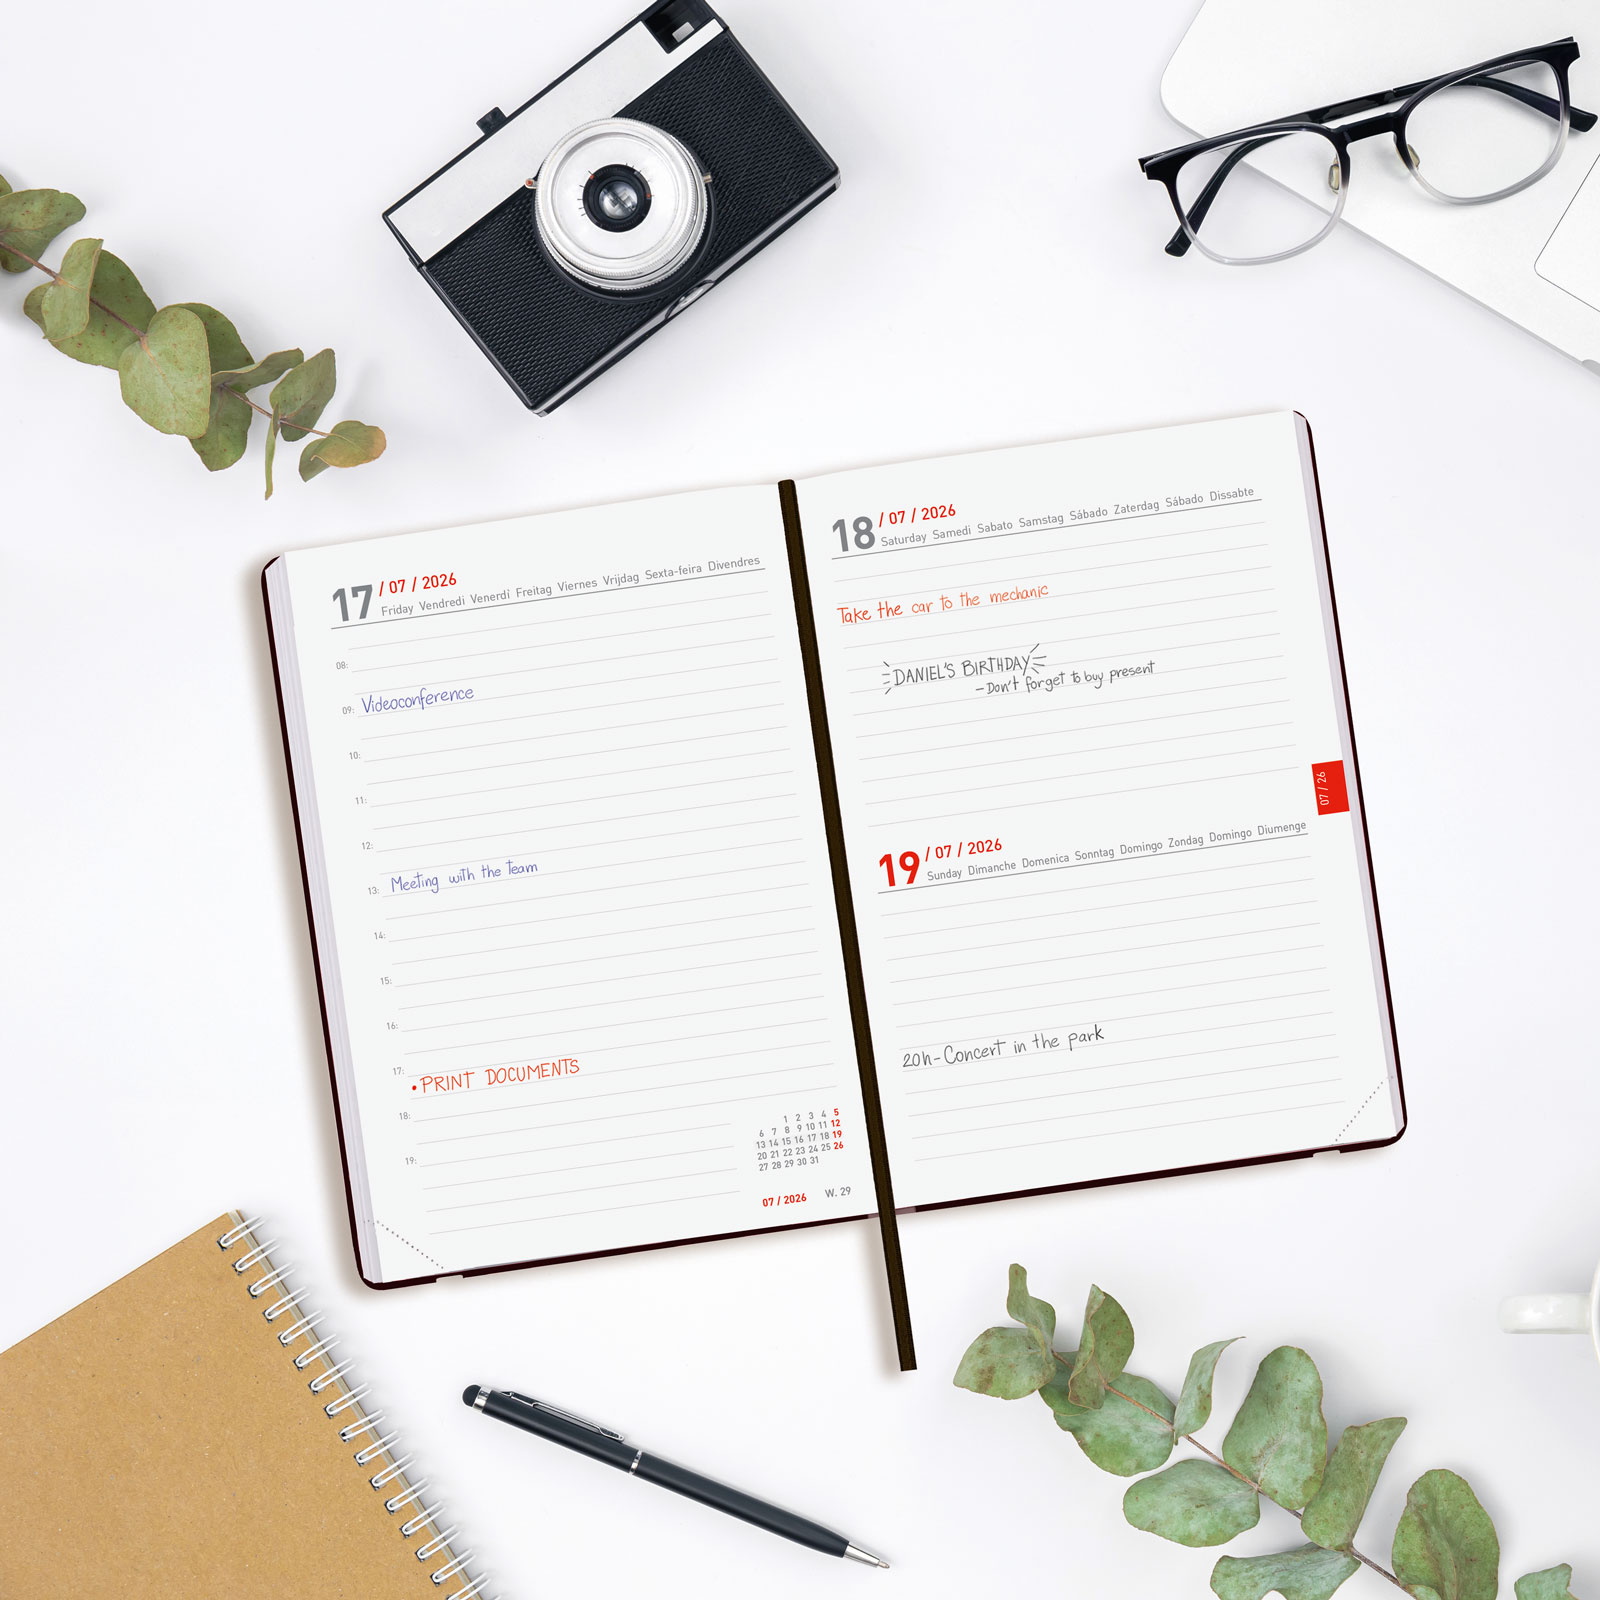 17 / 07 / 2026
Friday Vendredi Venerdì Freitag Viernes Vrijdag Sexta-feira Divendres
08:
09: Videoconference
10:
11:
12:
13: Meeting with the team
14:
15:
16:
17:
• PRINT DOCUMENTS
18:
19:
1 2 3 4 5
6 7 8 9 10 11 12
13 14 15 16 17 18 19
20 21 22 23 24 25 26
27 28 29 30 31
07 / 2026 W. 29
18 / 07 / 2026
Saturday Samedi Sabato Samstag Sábado Zaterdag Sábado Dissabte
Take the car to the mechanic
DANIEL'S BIRTHDAY
- Don't forget to buy present
07 / 26
19 / 07 / 2026
Sunday Dimanche Domenica Sonntag Domingo Zondag Domingo Diumenge
20h - Concert in the park